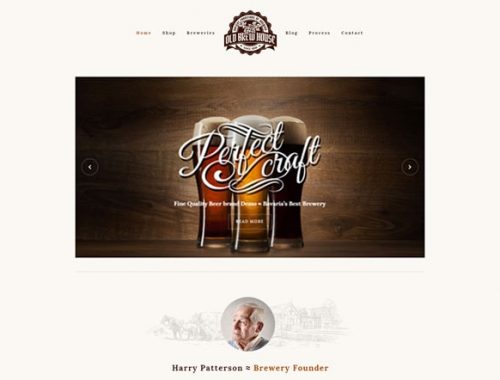 Home Shop Breweries Blog Process Contact
OLD BREW HOUSE
Perfect
craft
Fine Quality Beer brand Demo ≈ Bavaria's Best Brewery
READ MORE
Harry Patterson ≈ Brewery Founder